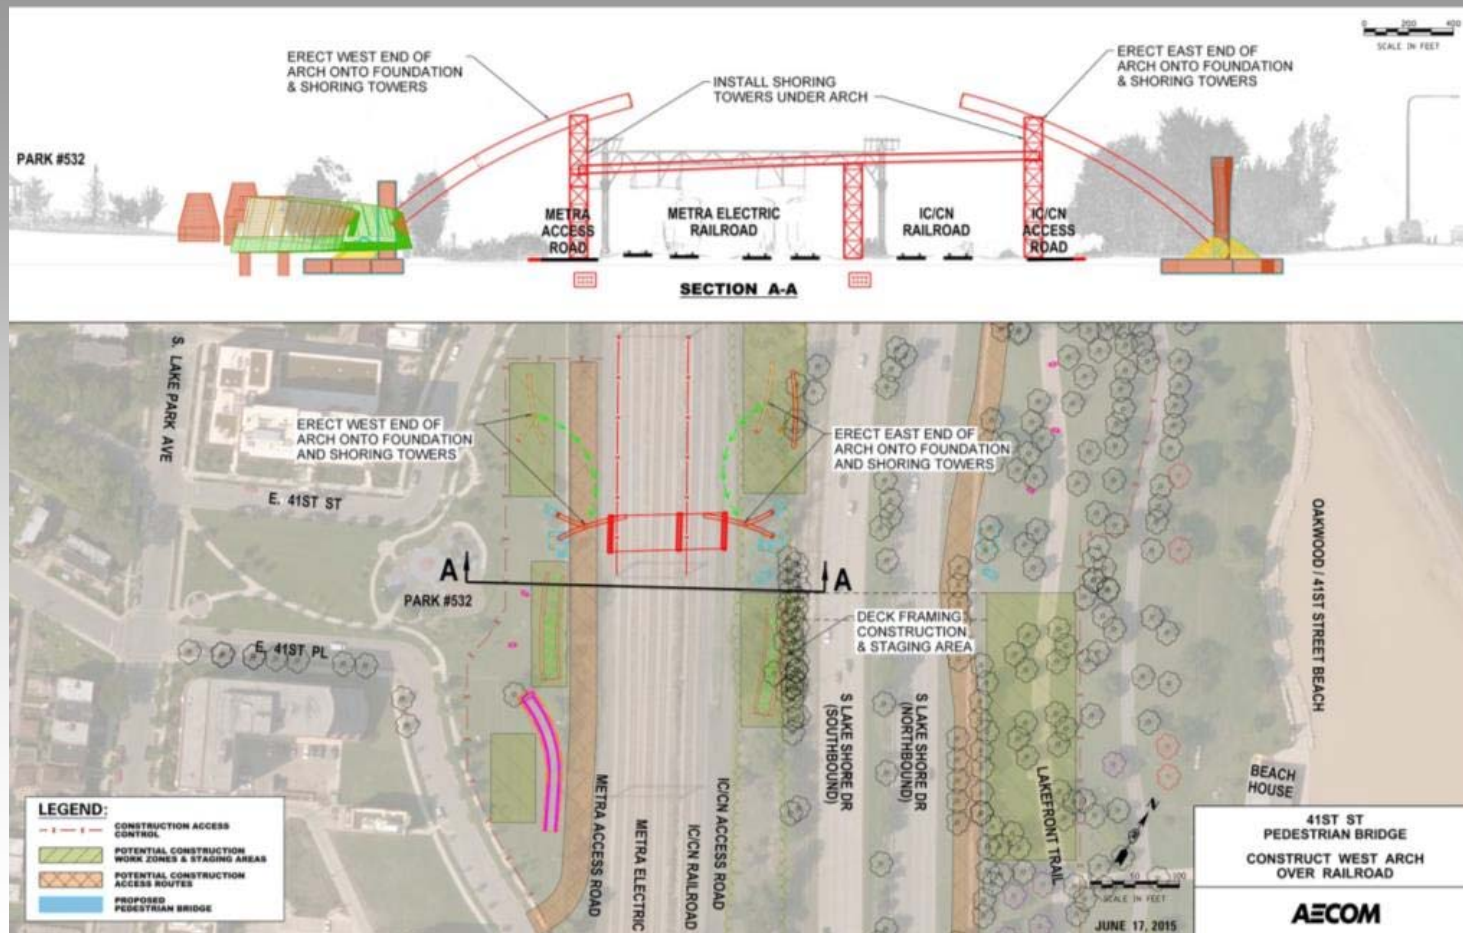 0 200 400
SCALE IN FEET
ERECT WEST END OF
ARCH ONTO FOUNDATION
& SHORING TOWERS
INSTALL SHORING
TOWERS UNDER ARCH
ERECT EAST END OF
ARCH ONTO FOUNDATION
& SHORING TOWERS
PARK #532
METRA
ACCESS
ROAD
METRA ELECTRIC
RAILROAD
IC/CN
RAILROAD
IC/CN
ACCESS
ROAD
SECTION A-A
S. LAKE PARK AVE
ERECT WEST END OF
ARCH ONTO FOUNDATION
AND SHORING TOWERS
ERECT EAST END OF
ARCH ONTO FOUNDATION
AND SHORING TOWERS
E. 41ST ST
OAKWOOD / 41ST STREET BEACH
A
A
PARK #532
DECK FRAMING
CONSTRUCTION
& STAGING AREA
E. 41ST PL
S LAKE SHORE DR
(SOUTHBOUND)
S LAKE SHORE DR
(NORTHBOUND)
METRA ACCESS ROAD
METRA ELECTRIC
IC/CN RAILROAD
IC/CN ACCESS ROAD
LAKEFRONT TRAIL
BEACH
HOUSE
LEGEND:
CONSTRUCTION ACCESS
CONTROL
POTENTIAL CONSTRUCTION
WORK ZONES & STAGING AREAS
POTENTIAL CONSTRUCTION
ACCESS ROUTES
PROPOSED
PEDESTRIAN BRIDGE
N
50 100
SCALE IN FEET
JUNE 17, 2015
41ST ST
PEDESTRIAN BRIDGE
CONSTRUCT WEST ARCH
OVER RAILROAD
AECOM